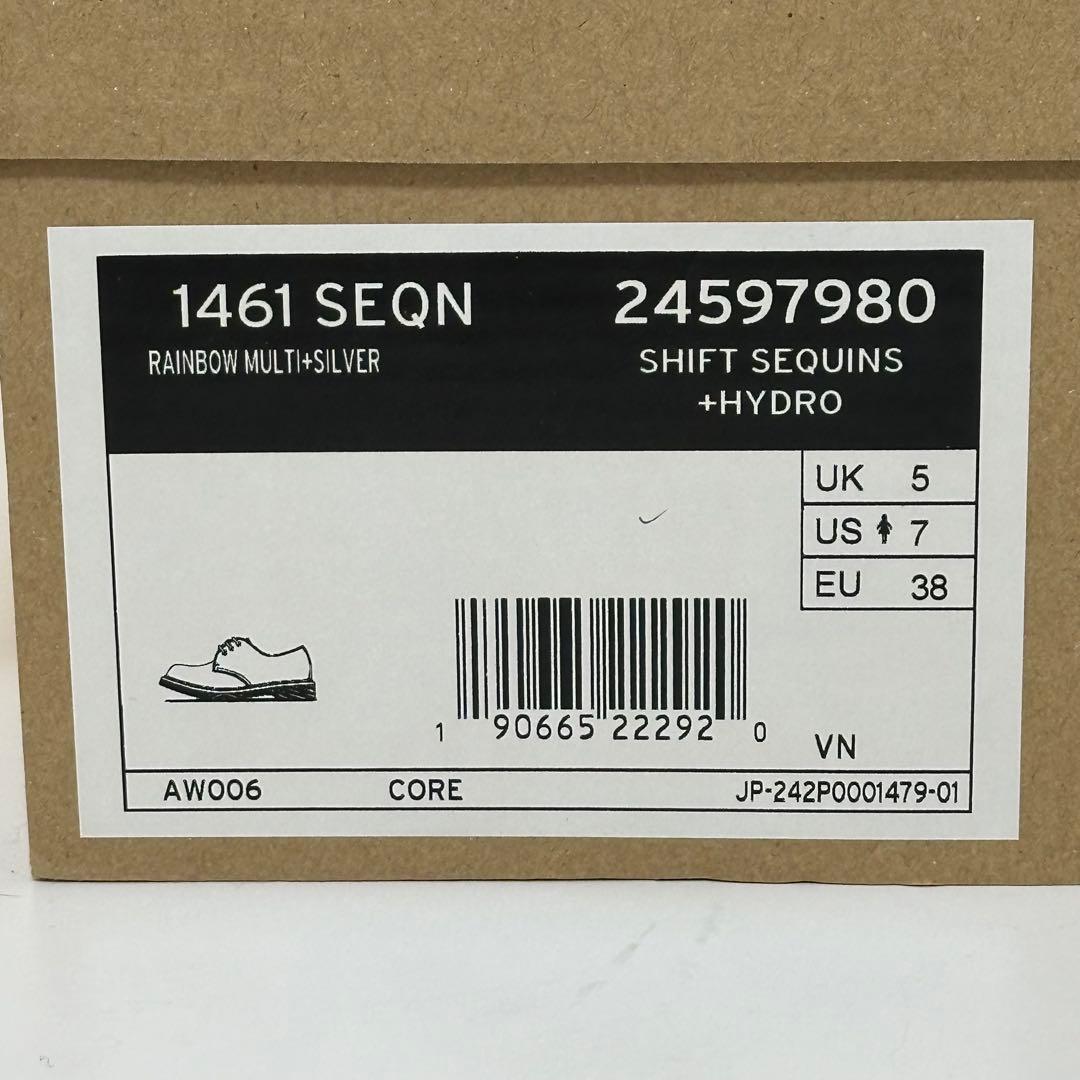 1461 SEQN
RAINBOW MULTI+SILVER
24597980
SHIFT SEQUINS
+HYDRO
UK 5
US 7
EU 38
1 90665 22292 0
VN
AW006 CORE JP-242P0001479-01